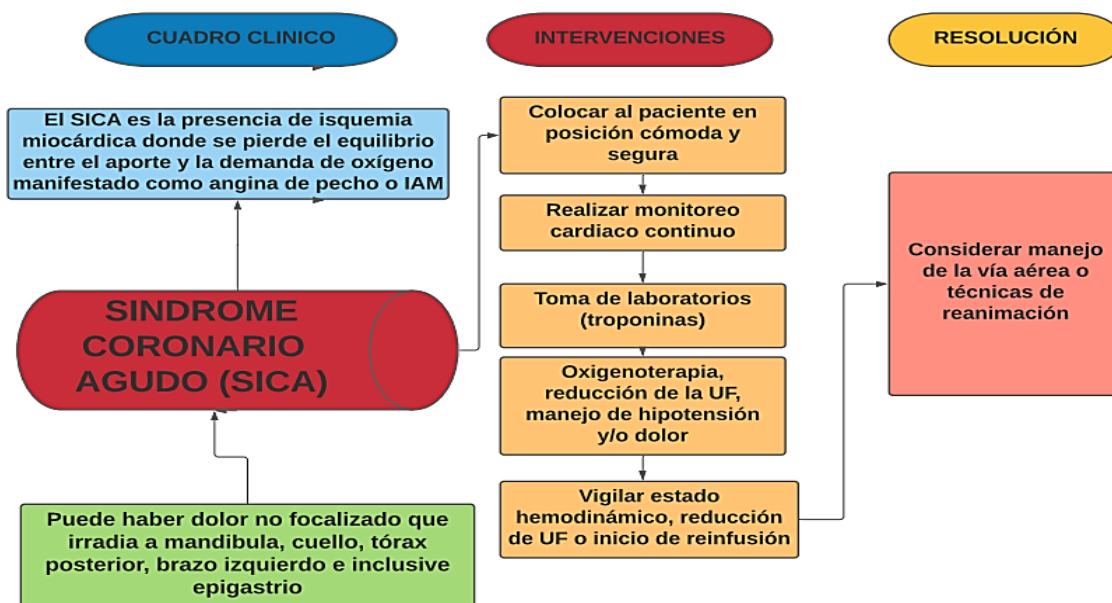 CUADRO CLINICO
INTERVENCIONES
RESOLUCIÓN
El SICA es la presencia de isquemia
miocárdica donde se pierde el equilibrio
entre el aporte y la demanda de oxígeno
manifestado como angina de pecho o IAM
SINDROME
CORONARIO
AGUDO (SICA)
Puede haber dolor no focalizado que
irradia a mandibula, cuello, tórax
posterior, brazo izquierdo e inclusive
epigastrio
Colocar al paciente en
posición cómoda y
segura
Realizar monitoreo
cardiaco continuo
Toma de laboratorios
(troponinas)
Oxigenoterapia,
reducción de la UF,
manejo de hipotensión
y/o dolor
Vigilar estado
hemodinámico, reducción
de UF o inicio de reinfusión
Considerar manejo
de la vía aérea o
técnicas de
reanimación